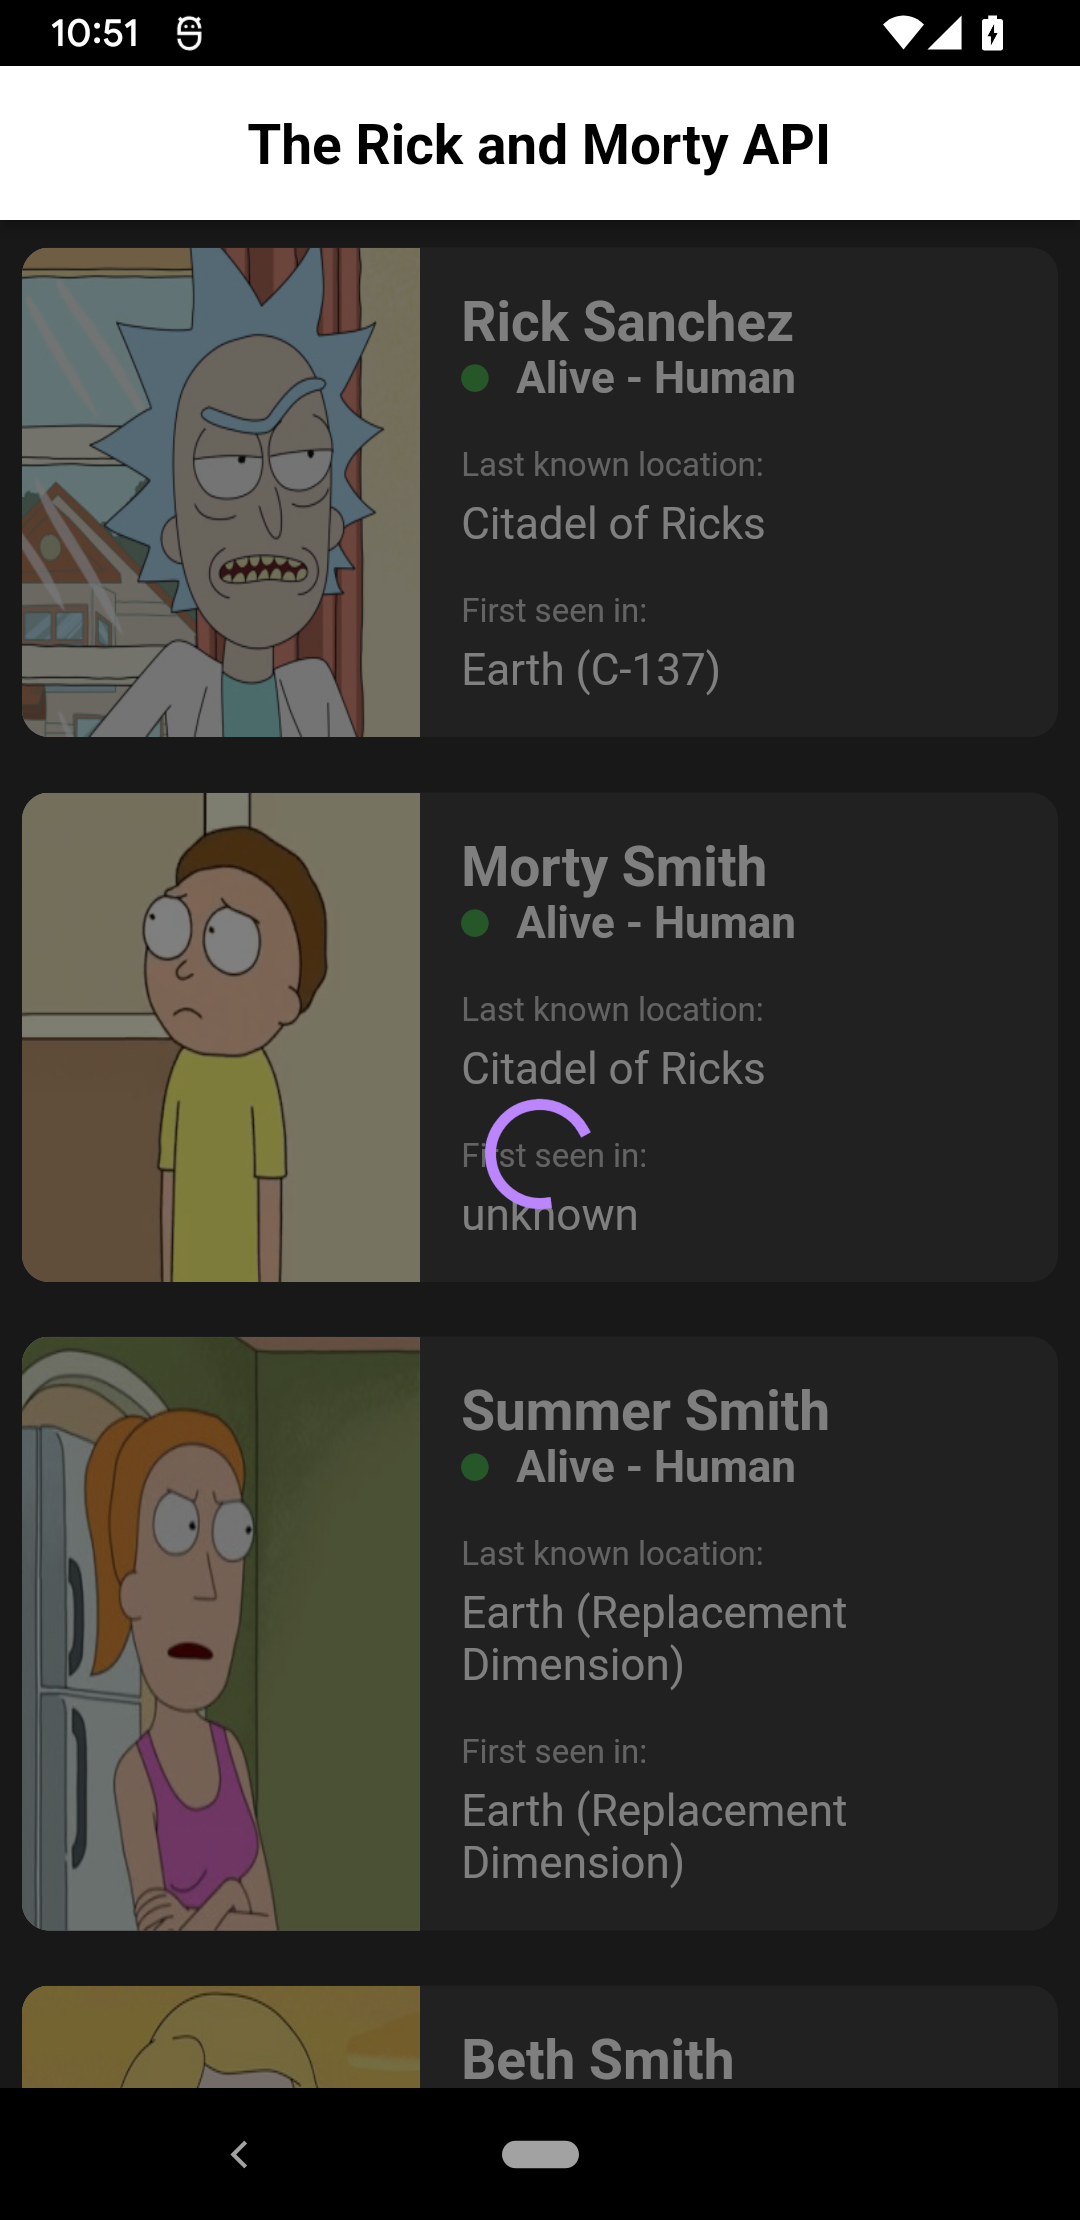 10:51
The Rick and Morty API
Rick Sanchez
Alive - Human
Last known location:
Citadel of Ricks
First seen in:
Earth (C-137)
Morty Smith
Alive - Human
Last known location:
Citadel of Ricks
First seen in:
unknown
Summer Smith
Alive - Human
Last known location:
Earth (Replacement
Dimension)
First seen in:
Earth (Replacement
Dimension)
Beth Smith